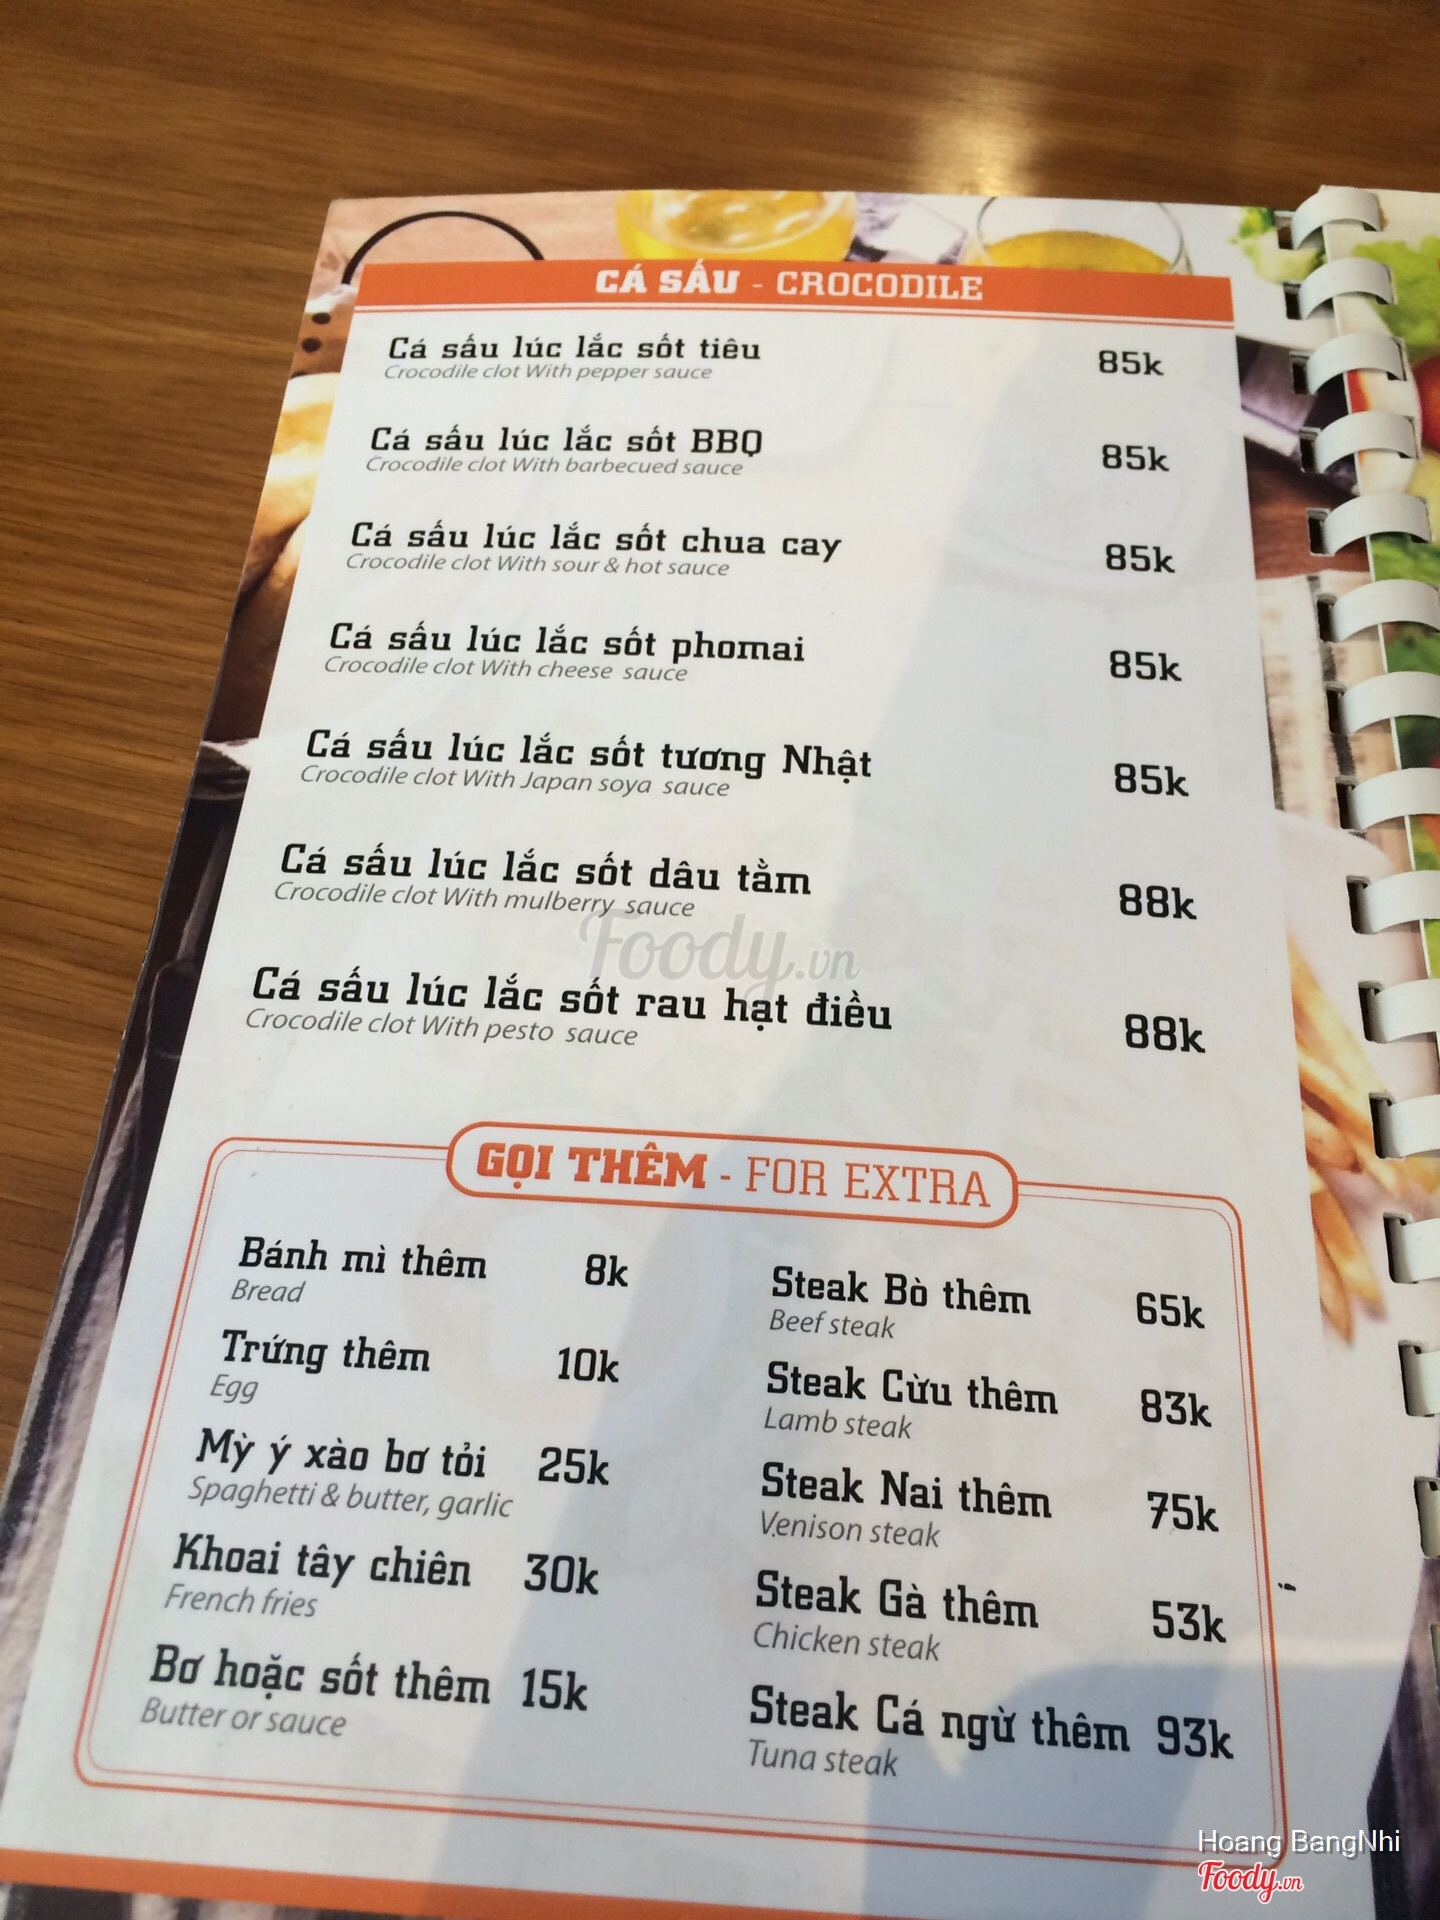 CÁ SẤU - CROCODILE
Cá sấu lúc lắc sốt tiêu 85k
Crocodile clot With pepper sauce
Cá sấu lúc lắc sốt BBQ 85k
Crocodile clot With barbecued sauce
Cá sấu lúc lắc sốt chua cay 85k
Crocodile clot With sour & hot sauce
Cá sấu lúc lắc sốt phomai 85k
Crocodile clot With cheese sauce
Cá sấu lúc lắc sốt tương Nhật 85k
Crocodile clot With Japan soya sauce
Cá sấu lúc lắc sốt dâu tằm 88k
Crocodile clot With mulberry sauce
Foody.vn
Cá sấu lúc lắc sốt rau hạt điều 88k
Crocodile clot With pesto sauce
GỌI THÊM - FOR EXTRA
Bánh mì thêm 8k
Bread
Trứng thêm 10k
Egg
Mỳ ý xào bơ tỏi 25k
Spaghetti & butter, garlic
Khoai tây chiên 30k
French fries
Bơ hoặc sốt thêm 15k
Butter or sauce
Steak Bò thêm 65k
Beef steak
Steak Cừu thêm 83k
Lamb steak
Steak Nai thêm 75k
Venison steak
Steak Gà thêm 53k
Chicken steak
Steak Cá ngừ thêm 93k
Tuna steak
Hoang BangNhi
Foody.vn